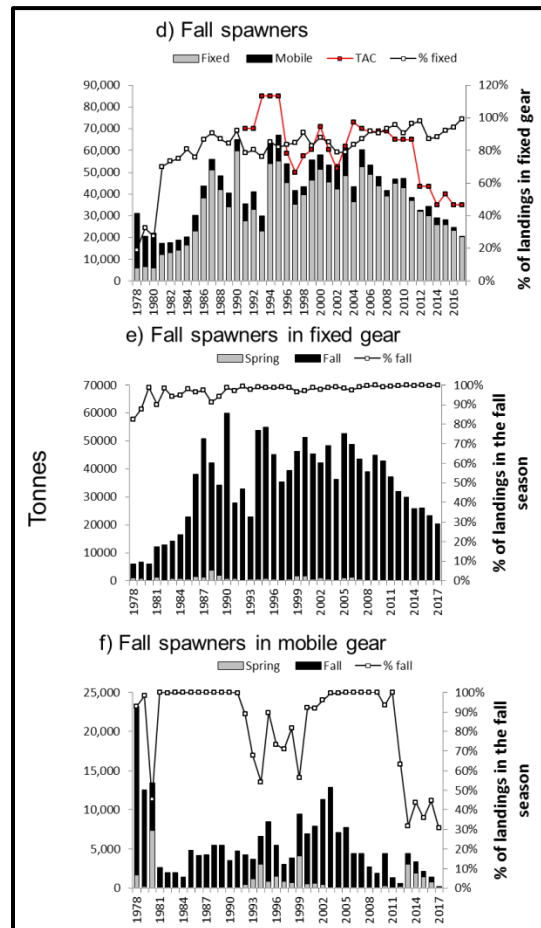 d) Fall spawners
Fixed Mobile TAC % fixed
90,000 120%
80,000 100%
70,000
60,000 80%
50,000
60%
40,000
30,000 40%
20,000
20%
10,000
0 0%
1978 1980 1982 1984 1986 1988 1990 1992 1994 1996 1998 2000 2002 2004 2006 2008 2010 2012 2014 2016
% of landings in fixed gear
e) Fall spawners in fixed gear
Spring Fall % fall
70000 100%
90%
60000
80%
50000 70%
60%
40000
50%
30000
40%
20000 30%
20%
10000
10%
0 0%
1978 1981 1984 1987 1990 1993 1996 1999 2002 2005 2008 2011 2014 2017
Tonnes
% of landings in the fall
season
f) Fall spawners in mobile gear
Spring Fall % fall
25,000 100%
90%
20,000 80%
70%
15,000 60%
50%
10,000 40%
30%
5,000 20%
10%
0 0%
1978 1981 1984 1987 1990 1993 1996 1999 2002 2005 2008 2011 2014 2017
% of landings in the fall
season